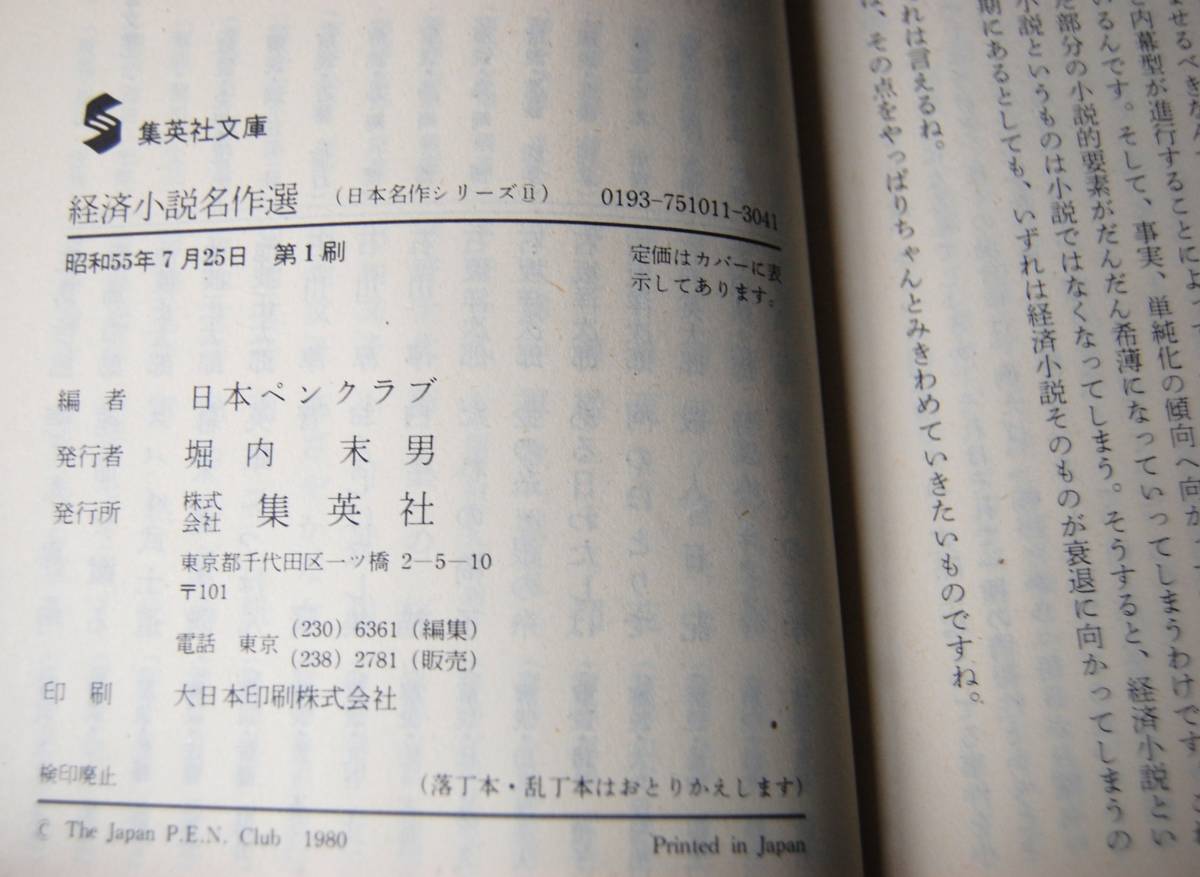 集英社文庫
経済小説名作選 （日本名作シリーズⅡ） 0193-751011-3041
昭和55年7月25日 第1刷
定価はカバーに表
示してあります。
編者 日本ペンクラブ
発行者 堀内末男
発行所 株式会社 集英社
東京都千代田区一ツ橋 2-5-10
〒101
電話 東京 (230) 6361 (編集)
(238) 2781 (販売)
印刷 大日本印刷株式会社
検印廃止
（落丁本・乱丁本はおとりかえします）
© The Japan P.E.N. Club 1980
Printed in Japan
ませるべきな
内幕型が進行することによって
いるんです。そして、事実、単純化の傾向へ向か
た部分の小説的要素がだんだん希薄になっていってしまうわけです
小説というものは小説ではなくなってしまう。そうすると、経済小説とい
期にあるとしても、いずれは経済小説そのものが衰退に向かってしまうの
れは言えるね。
、その点をやっぱりちゃんとみきわめていきたいものですね。